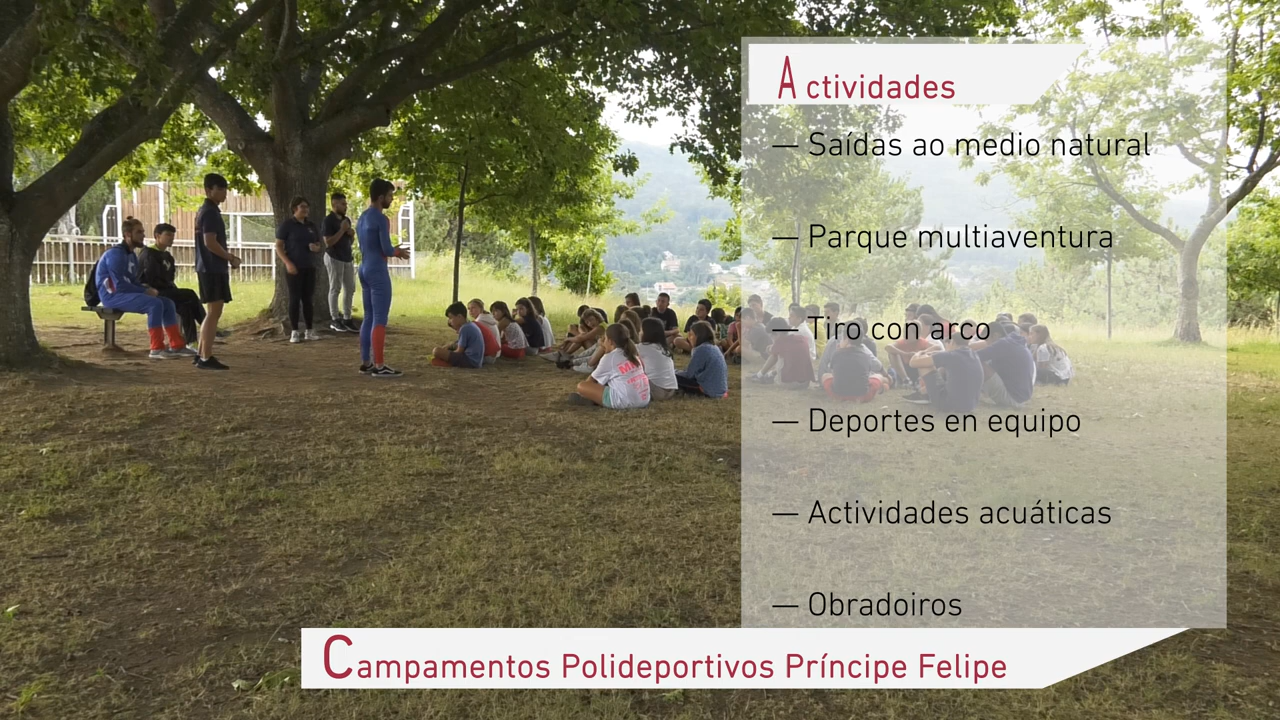 Actividades
— Saídas ao medio natural
— Parque multiaventura
— Tiro con arco
— Deportes en equipo
— Actividades acuáticas
— Obradoiros
Campamentos Polideportivos Príncipe Felipe